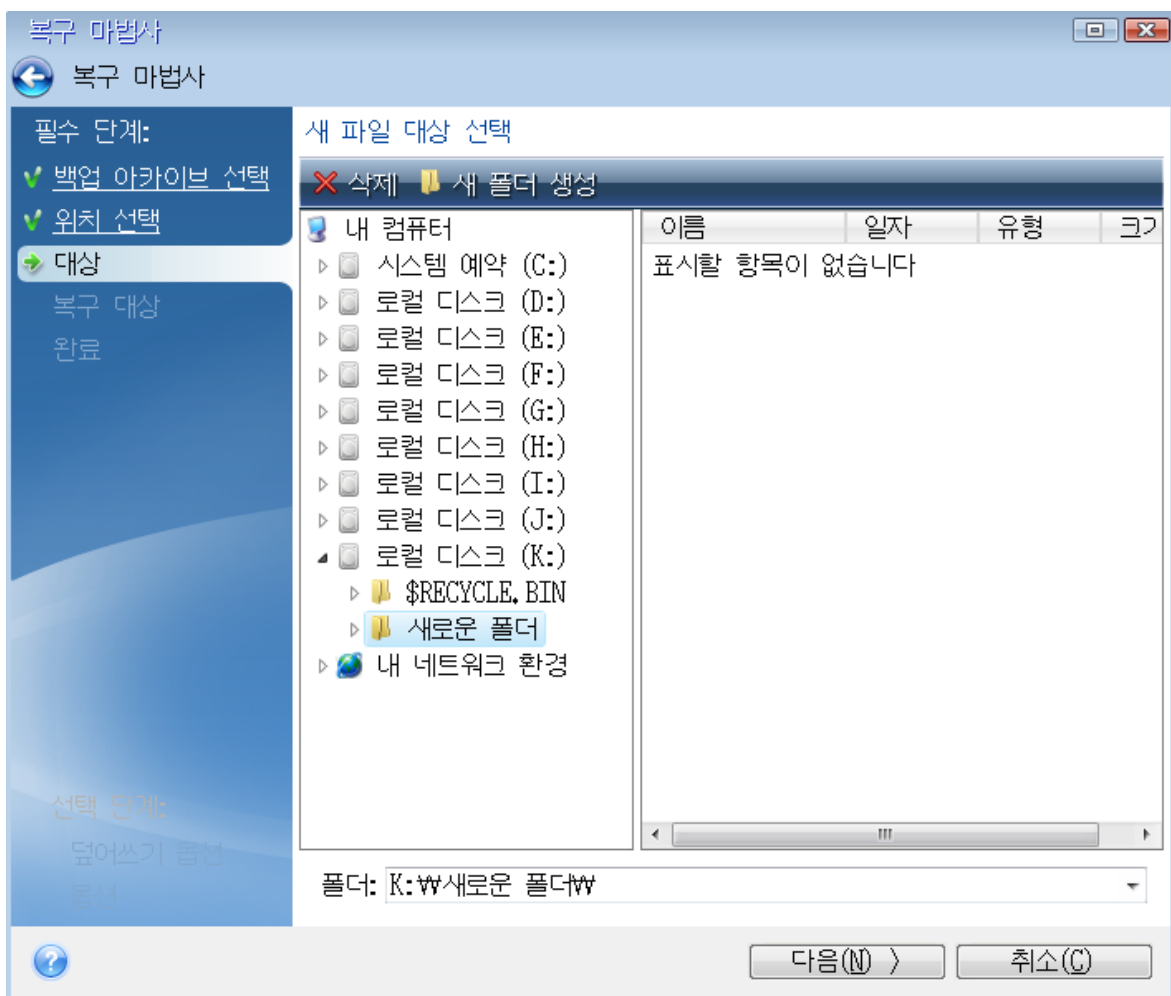 복구 마법사
복구 마법사
필수 단계:
백업 아카이브 선택
위치 선택
대상
복구 대상
완료
선택 단계:
덮어쓰기 옵션
옵션
새 파일 대상 선택
삭제 새 폴더 생성
내 컴퓨터
시스템 예약 (C:)
로컬 디스크 (D:)
로컬 디스크 (E:)
로컬 디스크 (F:)
로컬 디스크 (G:)
로컬 디스크 (H:)
로컬 디스크 (I:)
로컬 디스크 (J:)
로컬 디스크 (K:)
$RECYCLE.BIN
새로운 폴더
내 네트워크 환경
이름 일자 유형 크기
표시할 항목이 없습니다
폴더: K:₩새로운 폴더₩
다음(N) 〉 취소(C)